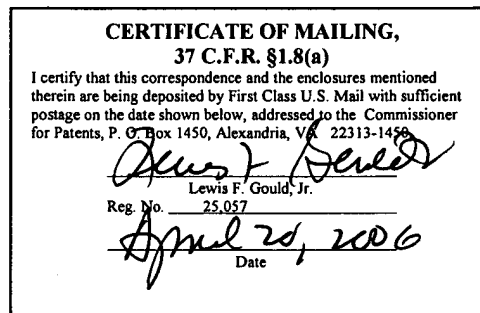 CERTIFICATE OF MAILING,
37 C.F.R. §1.8(a)
I certify that this correspondence and the enclosures mentioned
therein are being deposited by First Class U.S. Mail with sufficient
postage on the date shown below, addressed to the Commissioner
for Patents, P. O. Box 1450, Alexandria, VA 22313-1450
Lewis F. Gould
Lewis F. Gould, Jr.
Reg. No. 25,057
April 20, 2006
Date